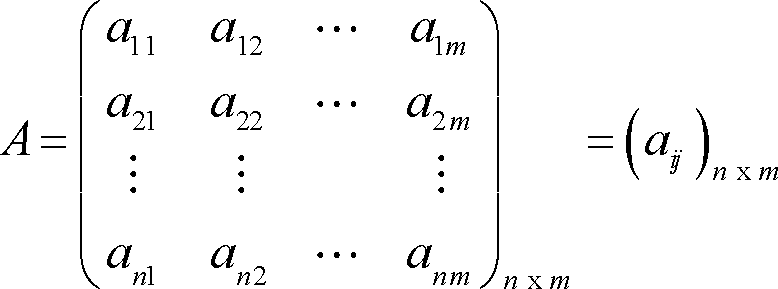 a11 a12 ⋯ a1m
a21 a22 ⋯ a2m
A = ⋮ ⋮ ⋮ = (aij)n x m
an1 an2 ⋯ anm n x m